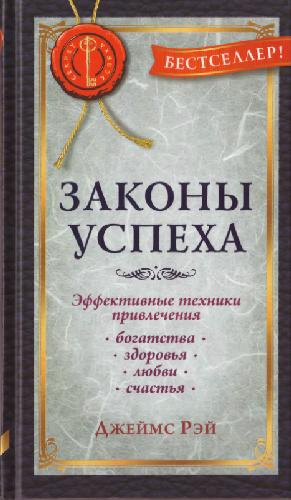 БЕСТСЕЛЛЕР!
ЗАКОНЫ
УСПЕХА
Эффективные техники
привлечения
· богатства ·
· здоровья ·
· любви ·
· счастья ·
Джеймс Рэй